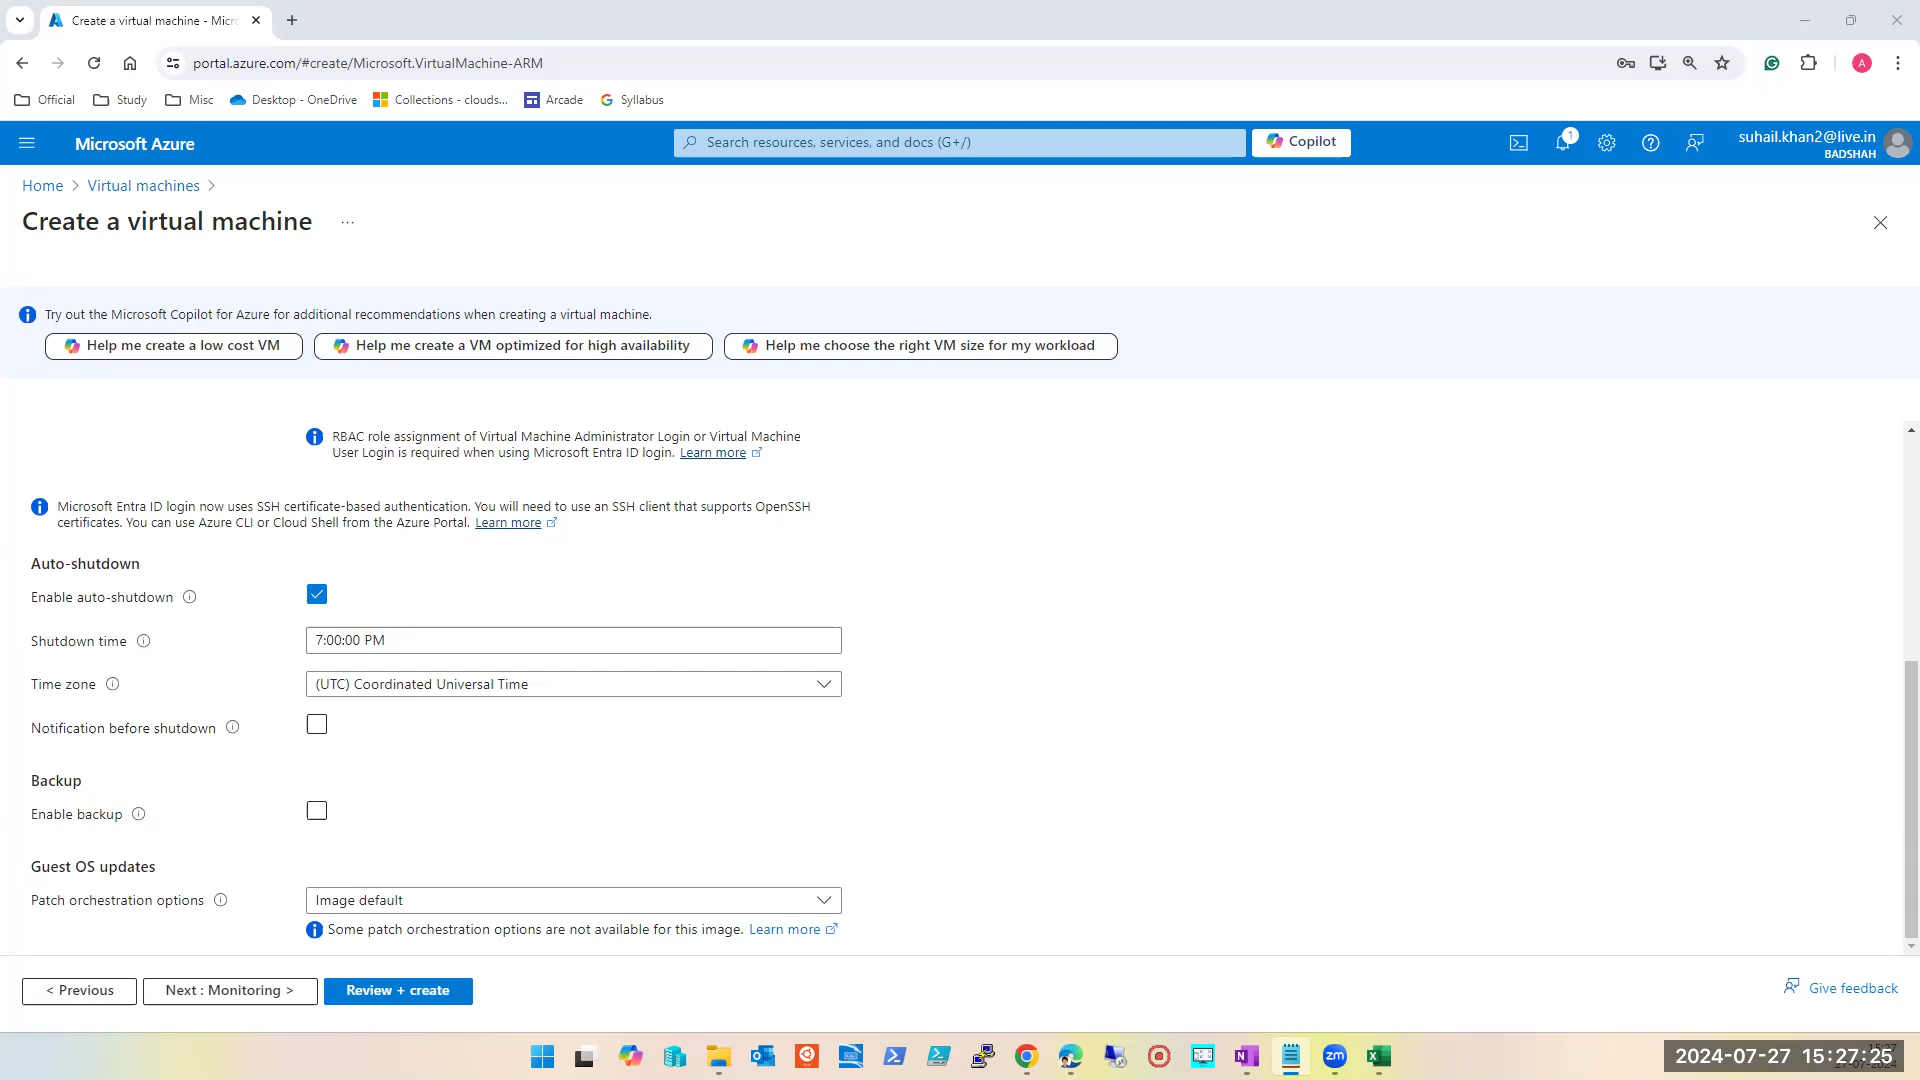 Create a virtual machine - Micr
portal.azure.com/#create/Microsoft.VirtualMachine-ARM
A
Official
Study
Misc
Desktop - OneDrive
Collections - clouds...
Arcade
Syllabus
Microsoft Azure
Search resources, services, and docs (G+/)
Copilot
1
suhail.khan2@live.in
BADSHAH
Home > Virtual machines >
Create a virtual machine ...
Try out the Microsoft Copilot for Azure for additional recommendations when creating a virtual machine.
Help me create a low cost VM
Help me create a VM optimized for high availability
Help me choose the right VM size for my workload
RBAC role assignment of Virtual Machine Administrator Login or Virtual Machine
User Login is required when using Microsoft Entra ID login. Learn more
Microsoft Entra ID login now uses SSH certificate-based authentication. You will need to use an SSH client that supports OpenSSH
certificates. You can use Azure CLI or Cloud Shell from the Azure Portal. Learn more
Auto-shutdown
Enable auto-shutdown
Shutdown time
7:00:00 PM
Time zone
(UTC) Coordinated Universal Time
Notification before shutdown
Backup
Enable backup
Guest OS updates
Patch orchestration options
Image default
Some patch orchestration options are not available for this image. Learn more
< Previous
Next : Monitoring >
Review + create
Give feedback
zm
2024-07-27 15:27:25